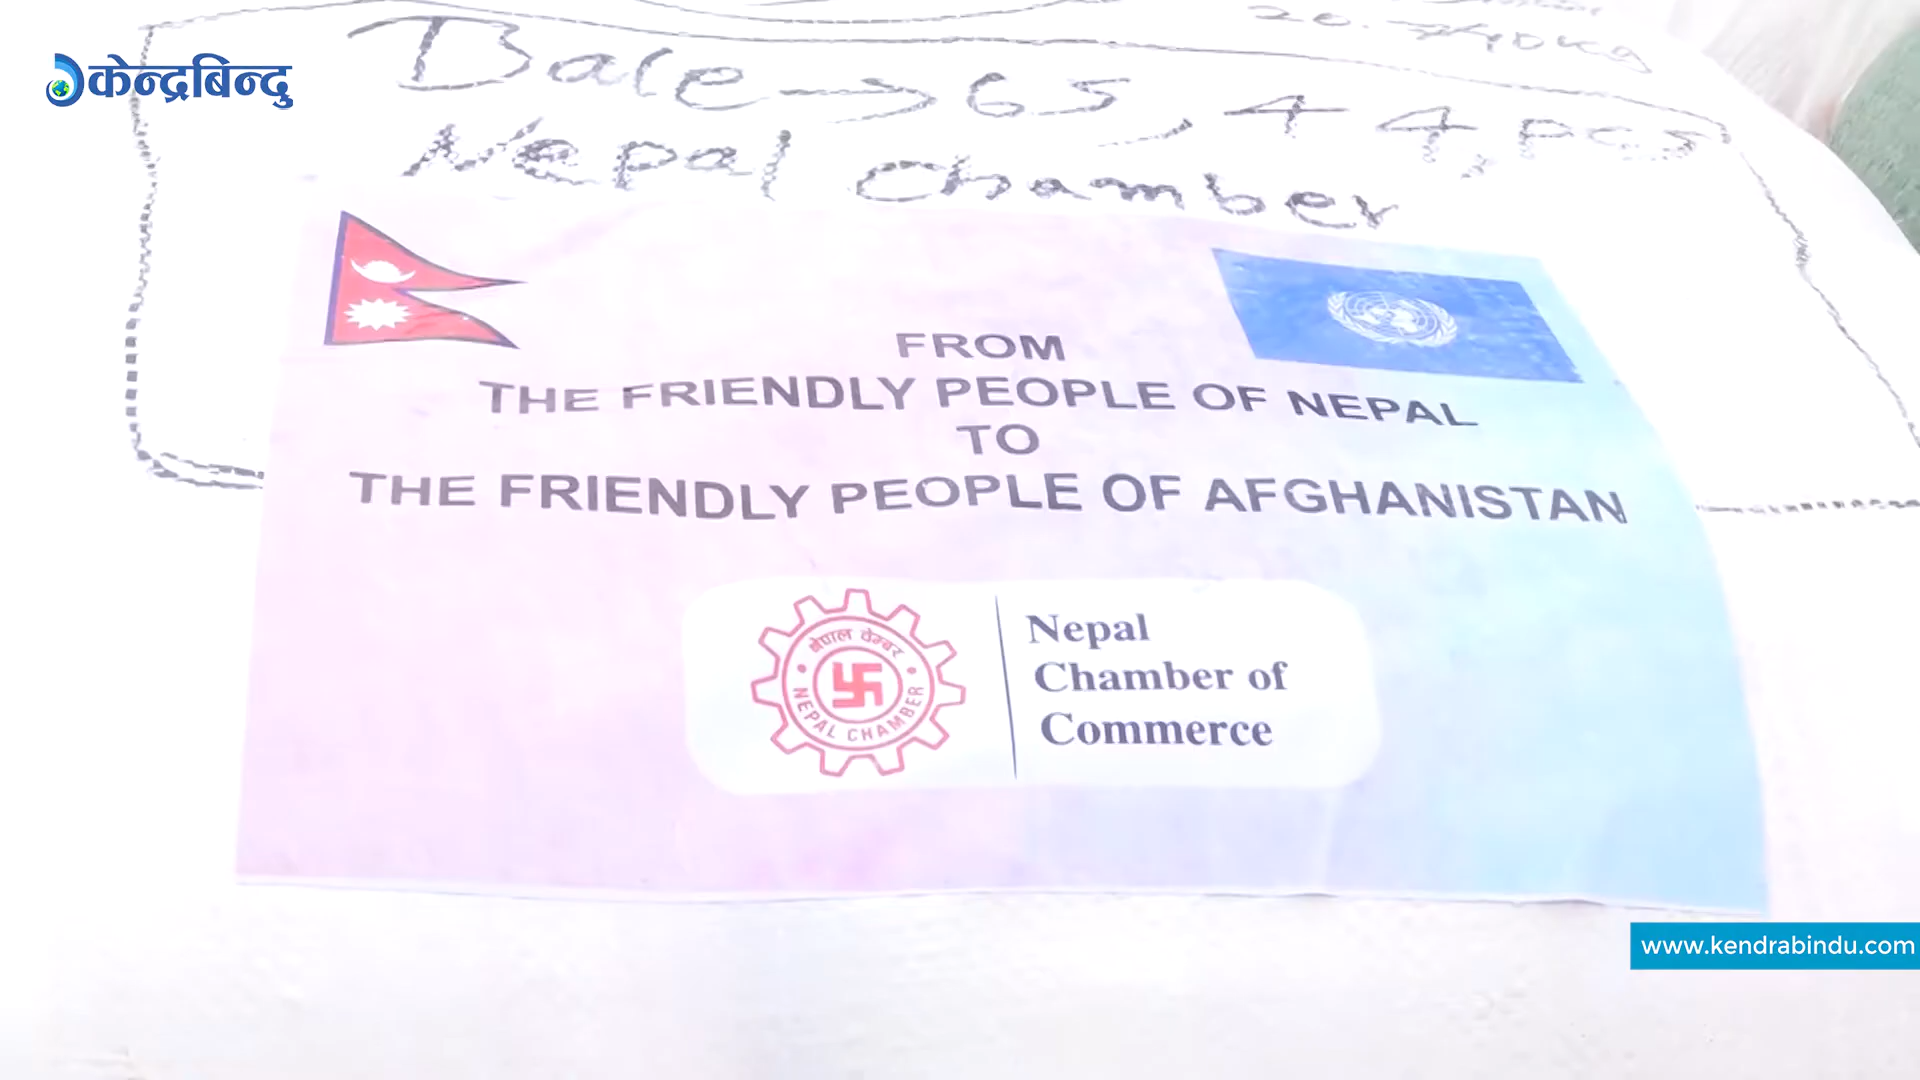 केन्द्रबिन्दु
Bale → 65, 44, pcs
Nepal Chamber
FROM
THE FRIENDLY PEOPLE OF NEPAL
TO
THE FRIENDLY PEOPLE OF AFGHANISTAN
नेपाल चेम्बर
NEPAL CHAMBER
Nepal
Chamber of
Commerce
www.kendrabindu.com